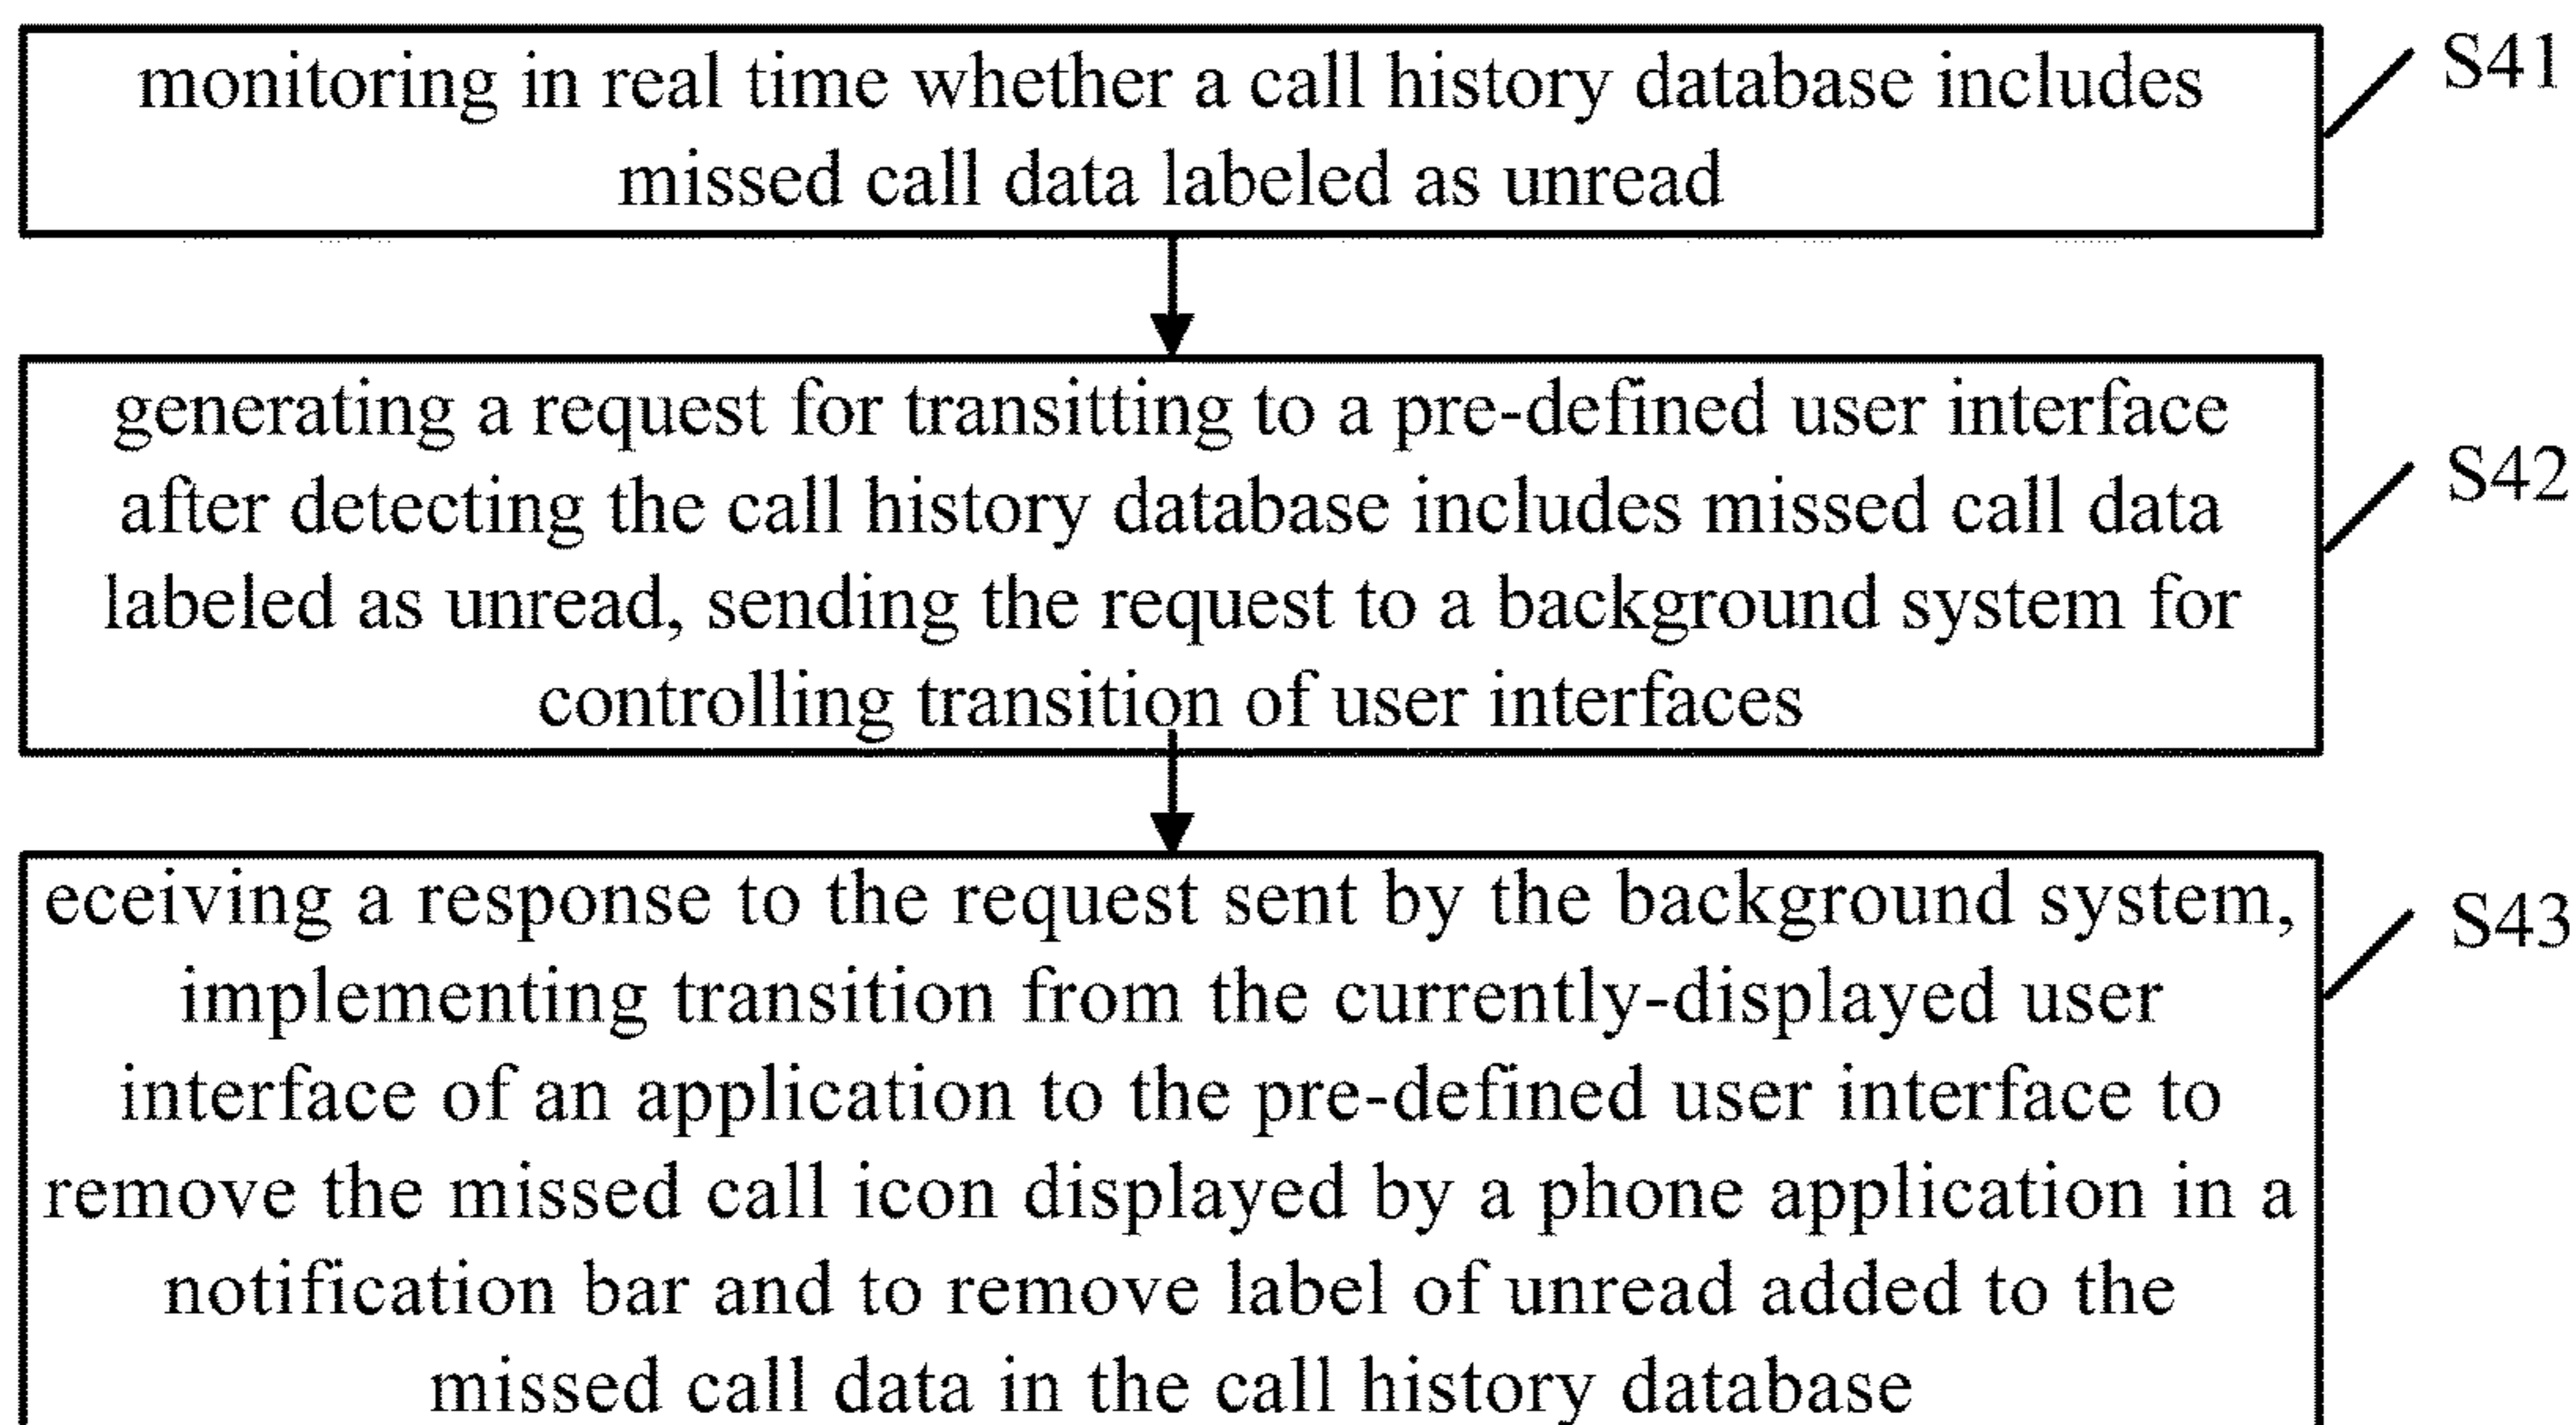 monitoring in real time whether a call history database includes
missed call data labeled as unread
S41
generating a request for transitting to a pre-defined user interface
after detecting the call history database includes missed call data
labeled as unread, sending the request to a background system for
controlling transition of user interfaces
S42
eceiving a response to the request sent by the background system,
implementing transition from the currently-displayed user
interface of an application to the pre-defined user interface to
remove the missed call icon displayed by a phone application in a
notification bar and to remove label of unread added to the
missed call data in the call history database
S43